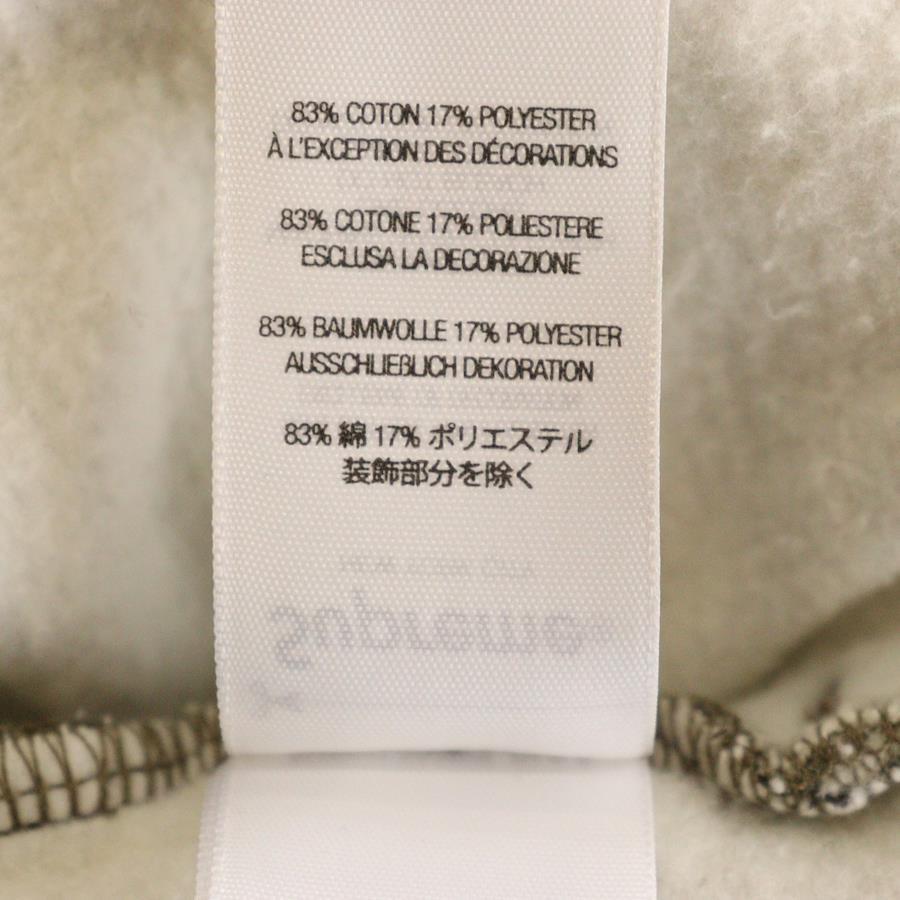 83% COTON 17% POLYESTER
À L'EXCEPTION DES DÉCORATIONS
83% COTONE 17% POLIESTERE
ESCLUSA LA DECORAZIONE
83% BAUMWOLLE 17% POLYESTER
AUSSCHLIEßLICH DEKORATION
83% 綿 17% ポリエステル
装飾部分を除く
Supreme